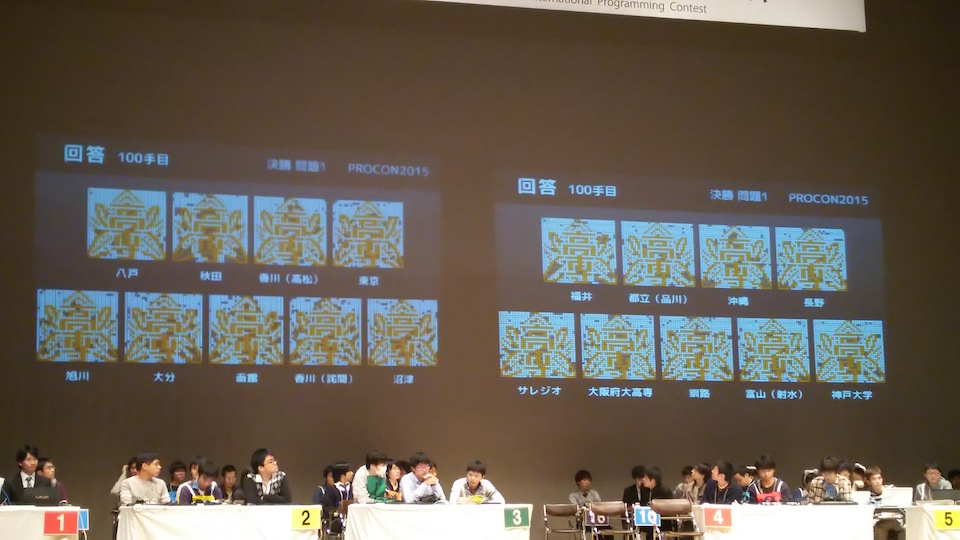 International Programming Contest
回答 100手目 決勝 問題1 PROCON2015
八戸 秋田 香川（高松） 東京
旭川 大分 函館 香川（詫間） 沼津
回答 100手目 決勝 問題1 PROCON2015
福井 都立（品川） 沖縄 長野
サレジオ 大阪府大高専 釧路 富山（射水） 神戸大学
1
2
3
16
4
5